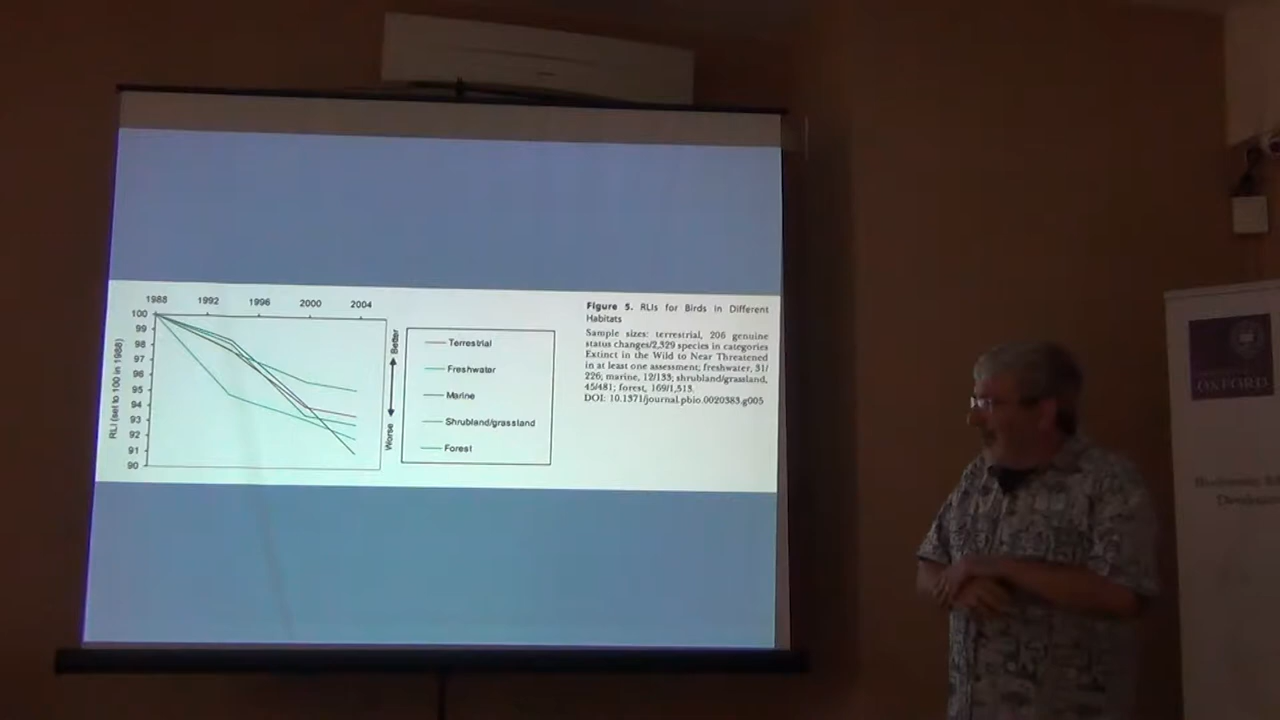 1988 1992 1996 2000 2004
100
99
98
97
96
95
94
93
92
91
90
RLI (set to 100 in 1988)
Better
Worse
Terrestrial
Freshwater
Marine
Shrubland/grassland
Forest
Figure 5. RLIs for Birds in Different
Habitats
Sample sizes: terrestrial, 206 genuine
status changes/2,329 species in categories
Extinct in the Wild to Near Threatened
in at least one assessment; freshwater, 31/
226; marine, 12/133; shrubland/grassland,
45/481; forest, 169/1,513.
DOI: 10.1371/journal.pbio.0020383.g005
OXFORD